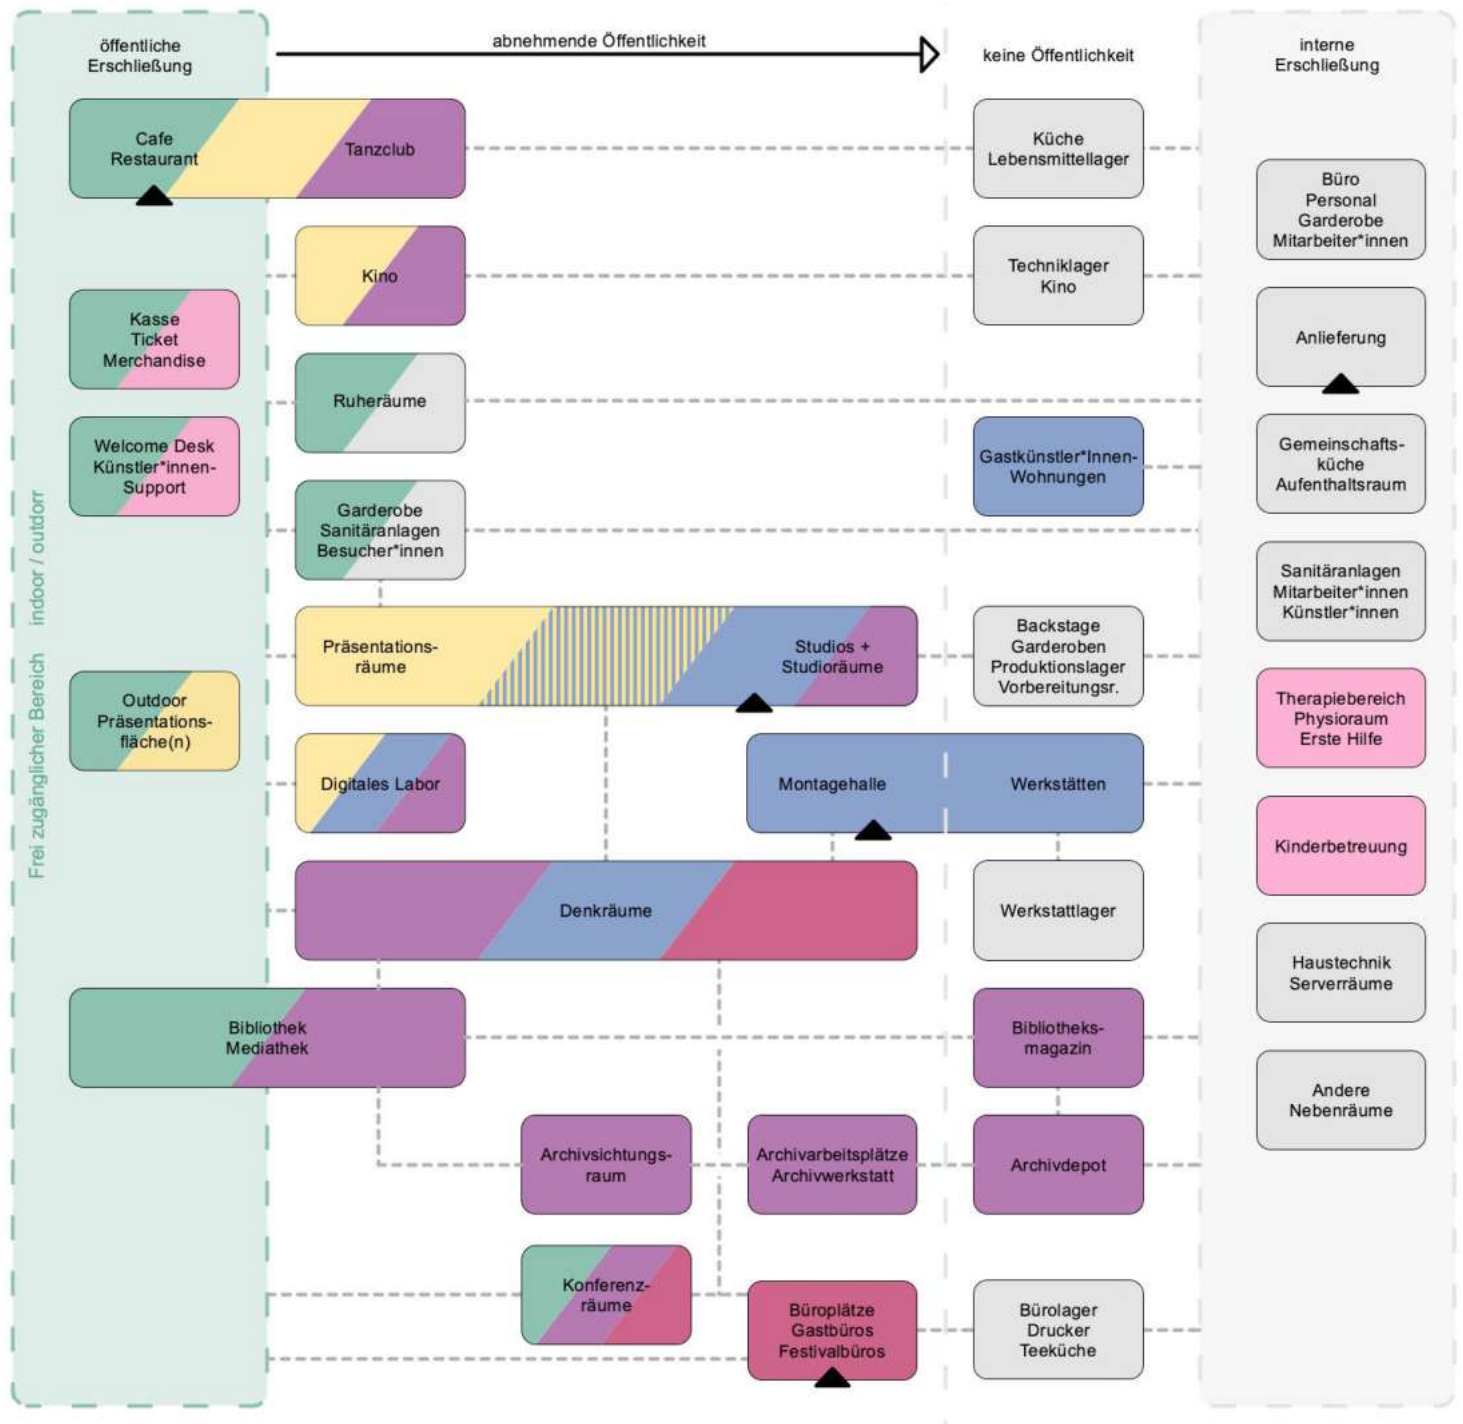 öffentliche
Erschließung
abnehmende Öffentlichkeit
keine Öffentlichkeit
interne
Erschließung
Cafe
Restaurant
Tanzclub
Küche
Lebensmittellager
Büro
Personal
Garderobe
Mitarbeiter*innen
Kino
Techniklager
Kino
Kasse
Ticket
Merchandise
Anlieferung
Ruheräume
Welcome Desk
Künstler*innen-
Support
Gastkünstler*Innen-
Wohnungen
Gemeinschafts-
küche
Aufenthaltsraum
Garderobe
Sanitäranlagen
Besucher*innen
Frei zugänglicher Bereich indoor / outdorr
Sanitäranlagen
Mitarbeiter*innen
Künstler*innen
Präsentations-
räume
Studios +
Studioräume
Backstage
Garderoben
Produktionslager
Vorbereitungsr.
Outdoor
Präsentations-
fläche(n)
Therapiebereich
Physioraum
Erste Hilfe
Digitales Labor
Montagehalle
Werkstätten
Kinderbetreuung
Denkräume
Werkstattlager
Haustechnik
Serverräume
Bibliothek
Mediathek
Bibliotheks-
magazin
Andere
Nebenräume
Archivsichtungs-
raum
Archivarbeitsplätze
Archivwerkstatt
Archivdepot
Konferenz-
räume
Büroplätze
Gastbüros
Festivalbüros
Bürolager
Drucker
Teeküche